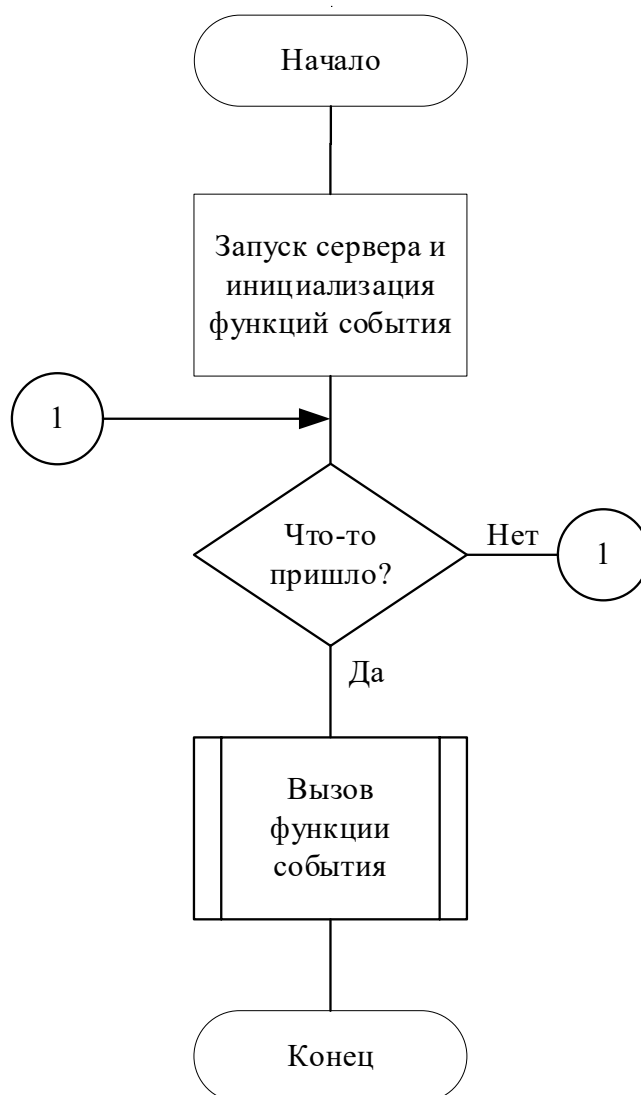 Начало
Запуск сервера и
инициализация
функций события
1
Что-то
пришло?
Нет
1
Да
Вызов
функции
события
Конец